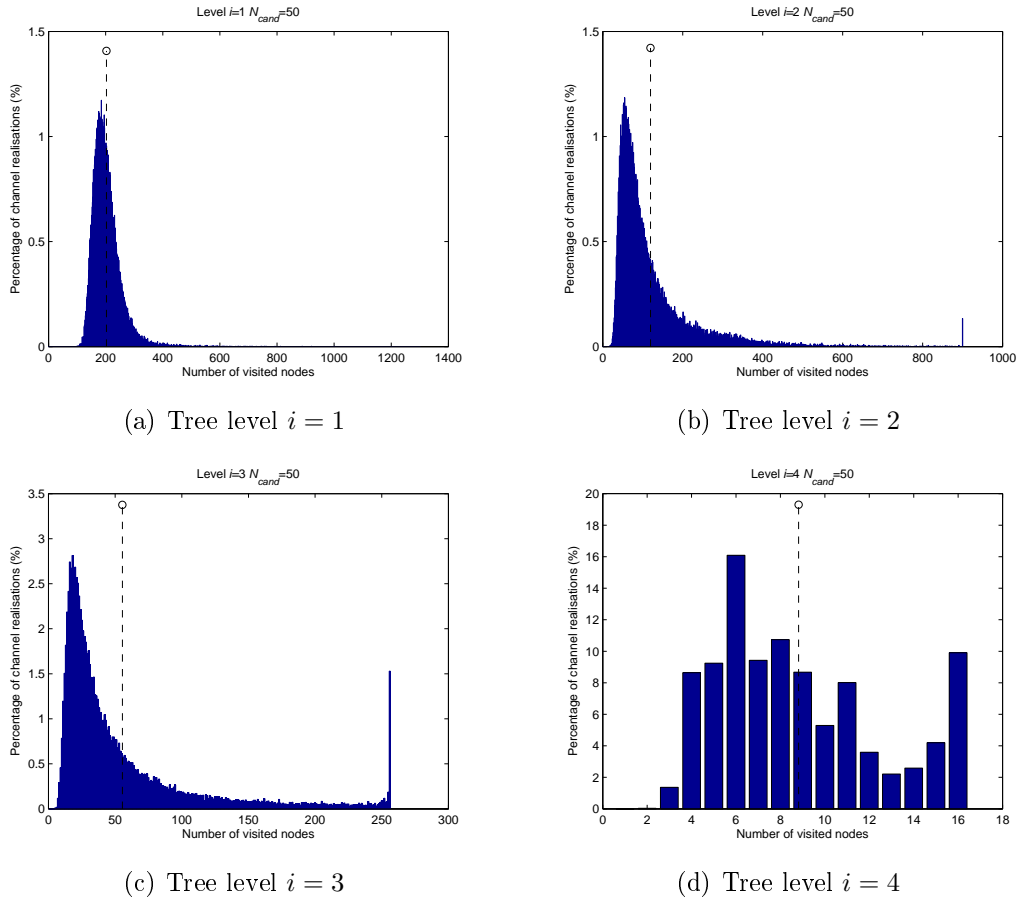 Level i=1 N_cand=50
Percentage of channel realisations (%)
1.5
1
0.5
0
0 200 400 600 800 1000 1200 1400
Number of visited nodes
(a) Tree level i = 1
Level i=2 N_cand=50
Percentage of channel realisations (%)
1.5
1
0.5
0
0 200 400 600 800 1000
Number of visited nodes
(b) Tree level i = 2
Level i=3 N_cand=50
Percentage of channel realisations (%)
3.5
3
2.5
2
1.5
1
0.5
0
0 50 100 150 200 250 300
Number of visited nodes
(c) Tree level i = 3
Level i=4 N_cand=50
Percentage of channel realisations (%)
20
18
16
14
12
10
8
6
4
2
0
0 2 4 6 8 10 12 14 16 18
Number of visited nodes
(d) Tree level i = 4